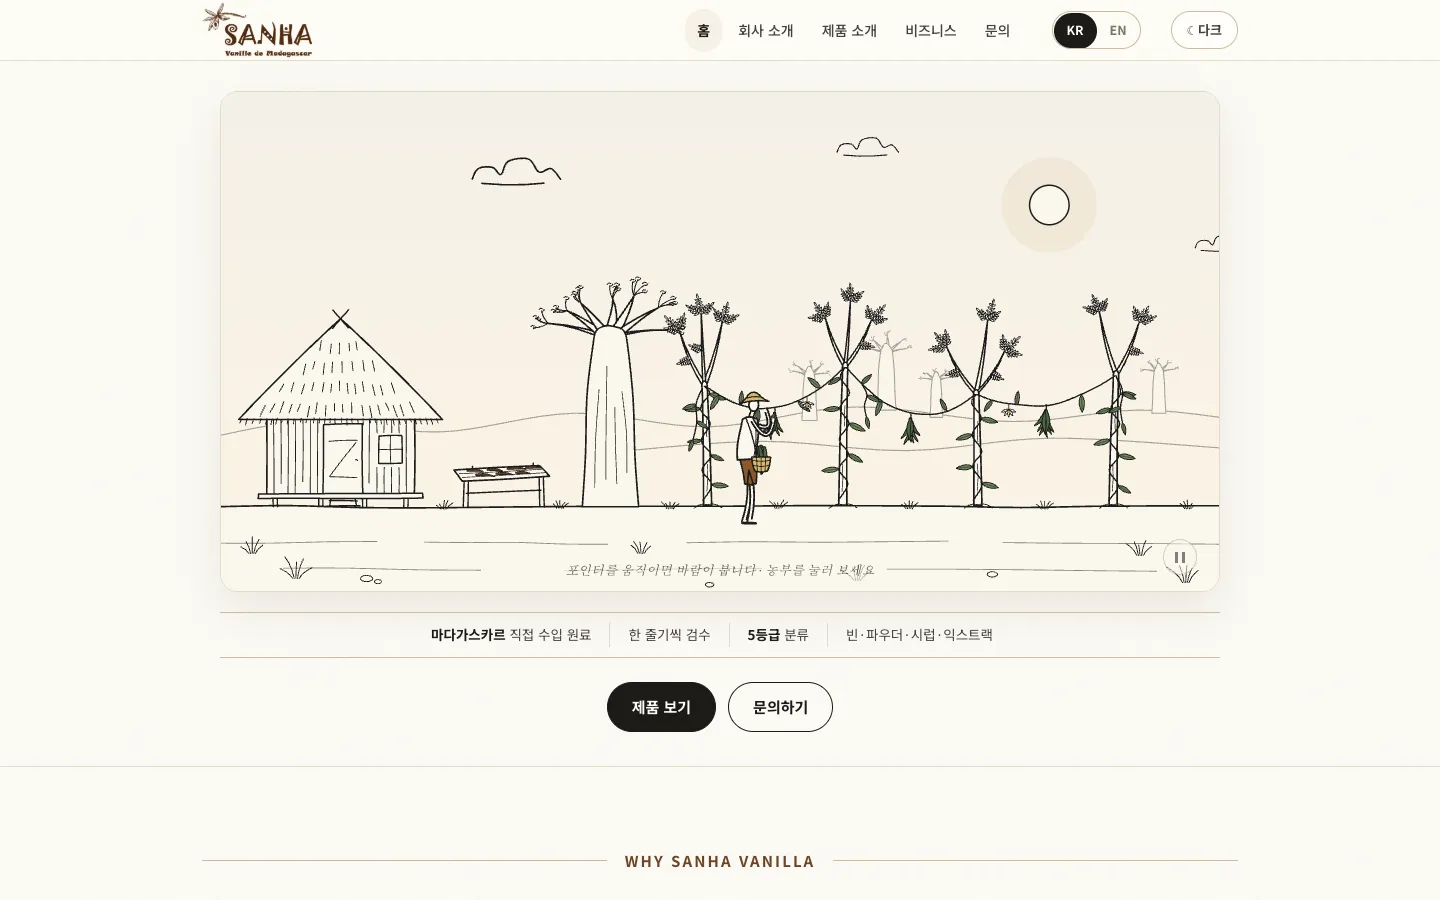 SANHA
Vanille de Madagascar
홈 회사 소개 제품 소개 비즈니스 문의 KR EN ☾ 다크
포인터를 움직이면 바람이 붑니다 · 농부를 눌러 보세요
마다가스카르 직접 수입 원료 한 줄기씩 검수 5등급 분류 빈·파우더·시럽·익스트랙
제품 보기 문의하기
WHY SANHA VANILLA